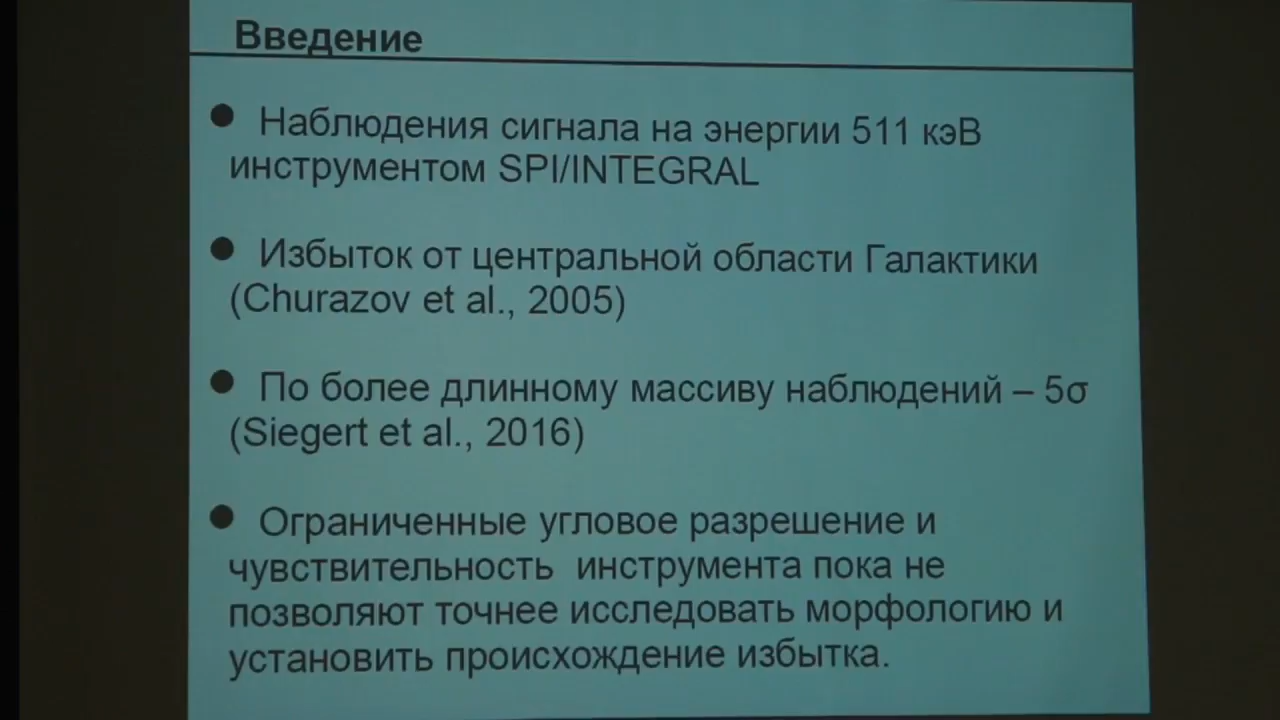 Введение
● Наблюдения сигнала на энергии 511 кэВ
инструментом SPI/INTEGRAL
● Избыток от центральной области Галактики
(Churazov et al., 2005)
● По более длинному массиву наблюдений – 5σ
(Siegert et al., 2016)
● Ограниченные угловое разрешение и
чувствительность инструмента пока не
позволяют точнее исследовать морфологию и
установить происхождение избытка.